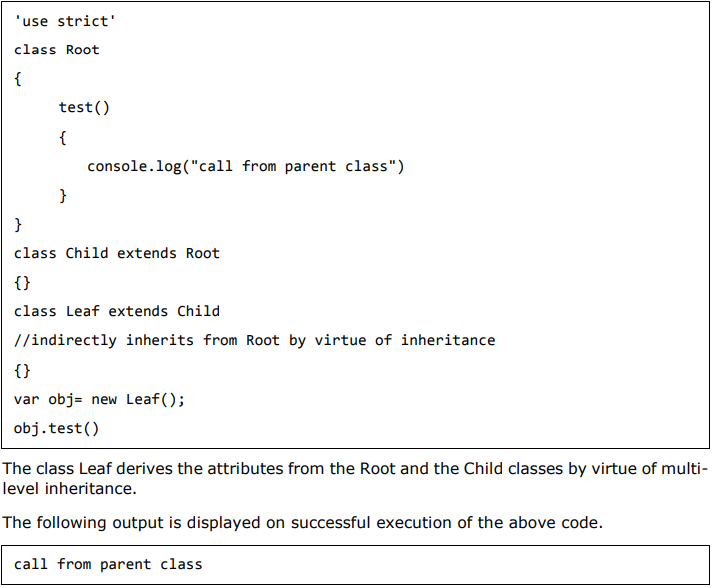 'use strict'
class Root
{
test()
{
console.log("call from parent class")
}
}
class Child extends Root
{}
class Leaf extends Child
//indirectly inherits from Root by virtue of inheritance
{}
var obj= new Leaf();
obj.test()
The class Leaf derives the attributes from the Root and the Child classes by virtue of multi-
level inheritance.
The following output is displayed on successful execution of the above code.
call from parent class